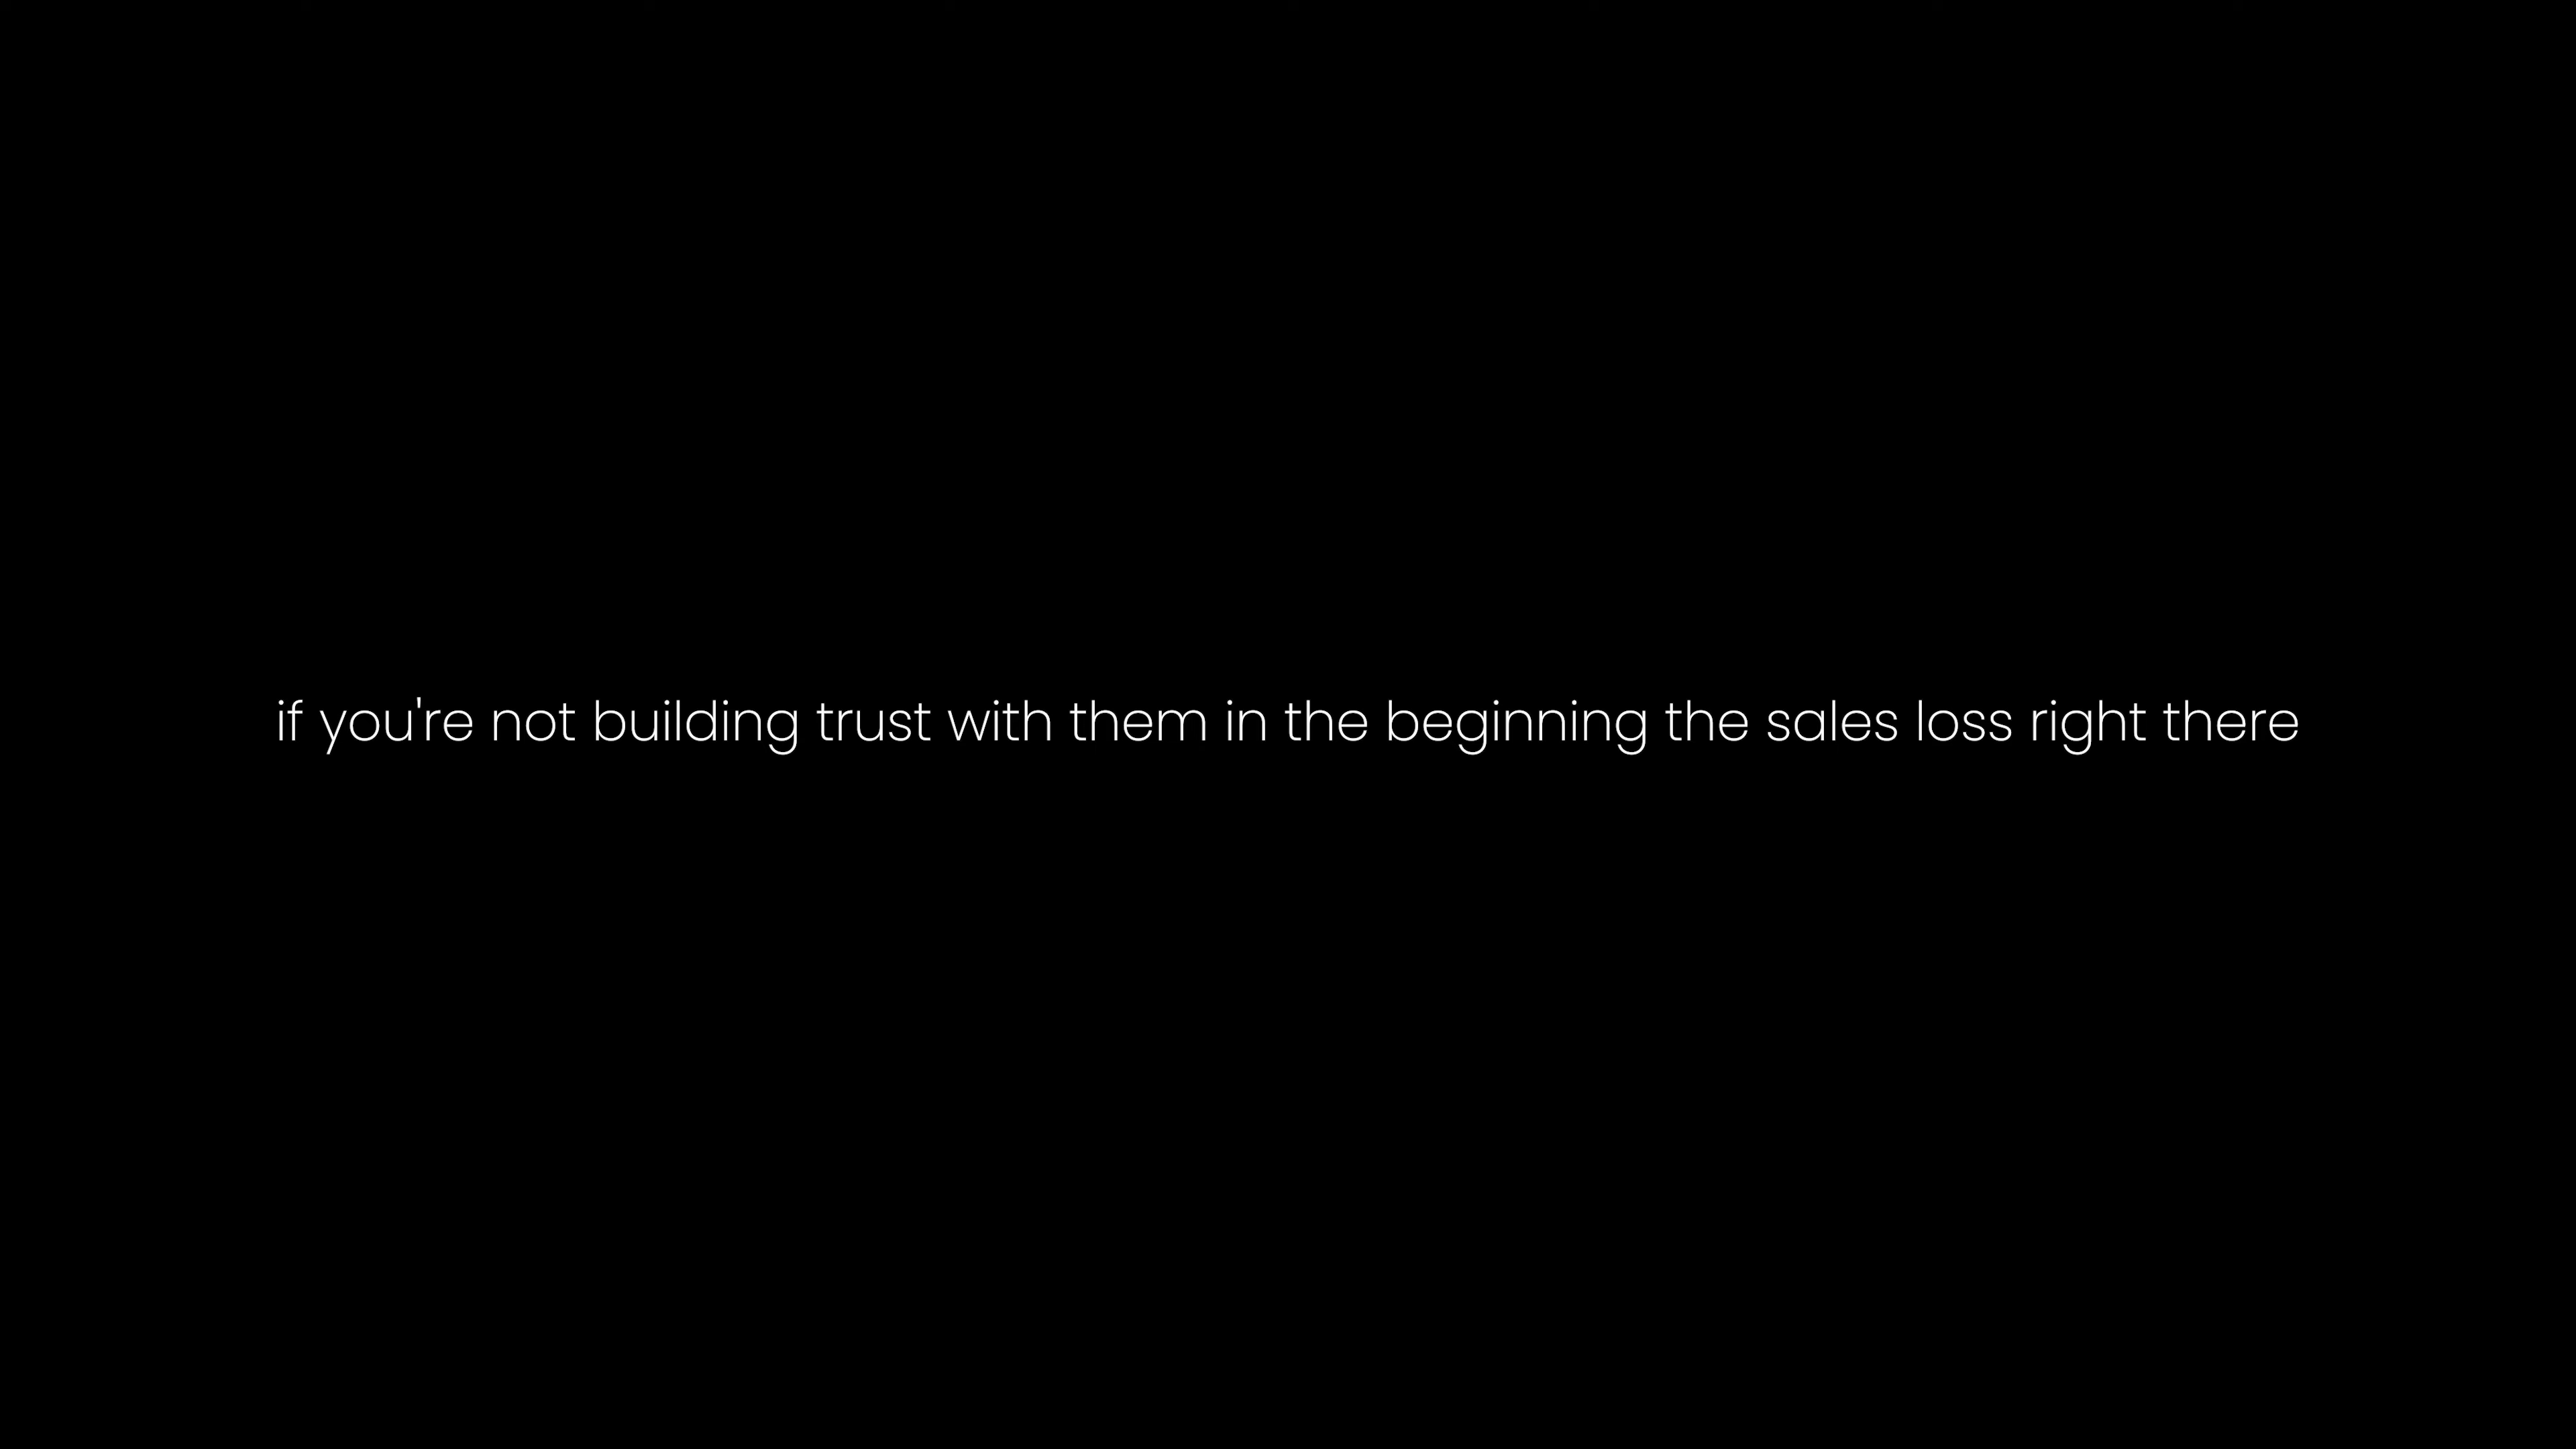 if you're not building trust with them in the beginning the sales loss right there